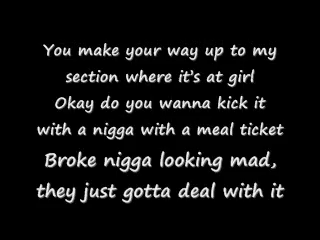 You make your way up to my
section where it's at girl
Okay do you wanna kick it
with a nigga with a meal ticket
Broke nigga looking mad,
they just gotta deal with it